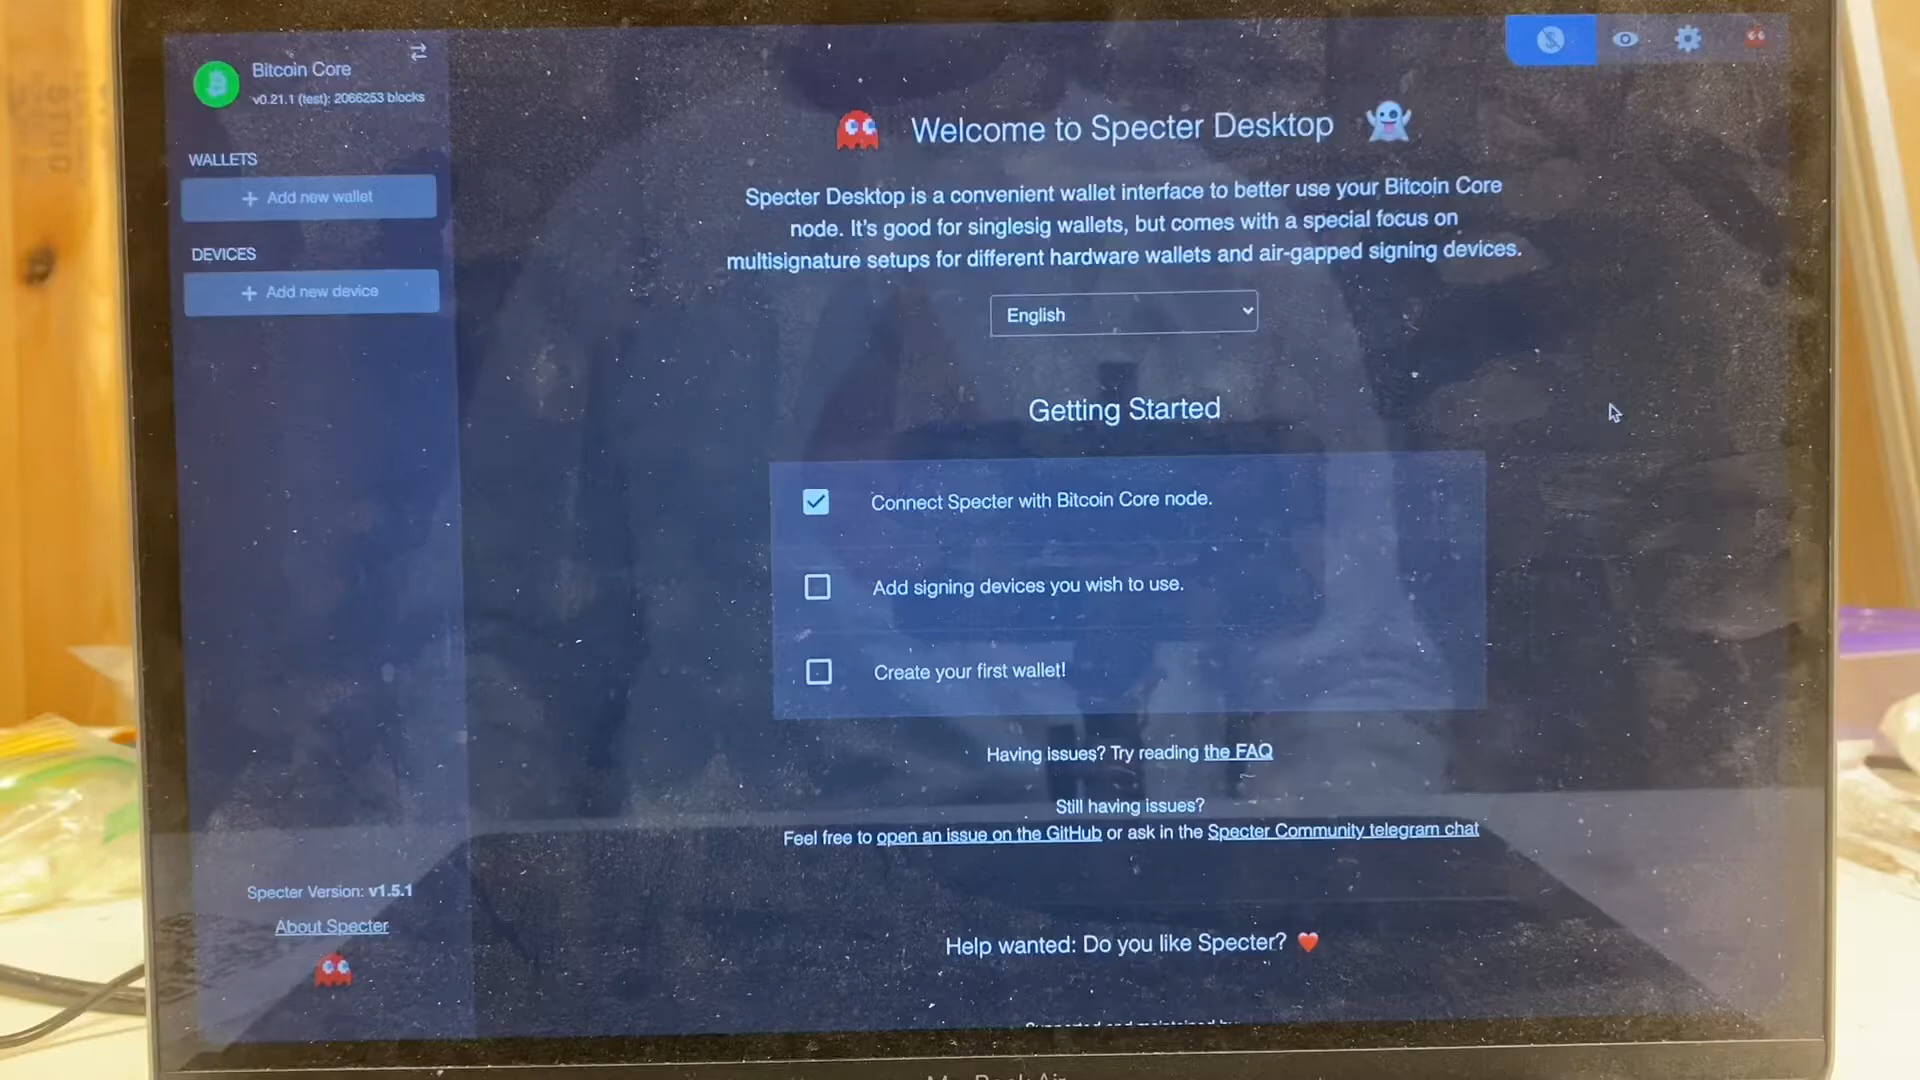 Bitcoin Core
v0.21.1 (test): 2066253 blocks
WALLETS
+ Add new wallet
DEVICES
+ Add new device
Welcome to Specter Desktop
Specter Desktop is a convenient wallet interface to better use your Bitcoin Core
node. It's good for singlesig wallets, but comes with a special focus on
multisignature setups for different hardware wallets and air-gapped signing devices.
English
Getting Started
Connect Specter with Bitcoin Core node.
Add signing devices you wish to use.
Create your first wallet!
Having issues? Try reading the FAQ
Still having issues?
Feel free to open an issue on the GitHub or ask in the Specter Community telegram chat
Help wanted: Do you like Specter?
Specter Version: v1.5.1
About Specter
MacBook Air